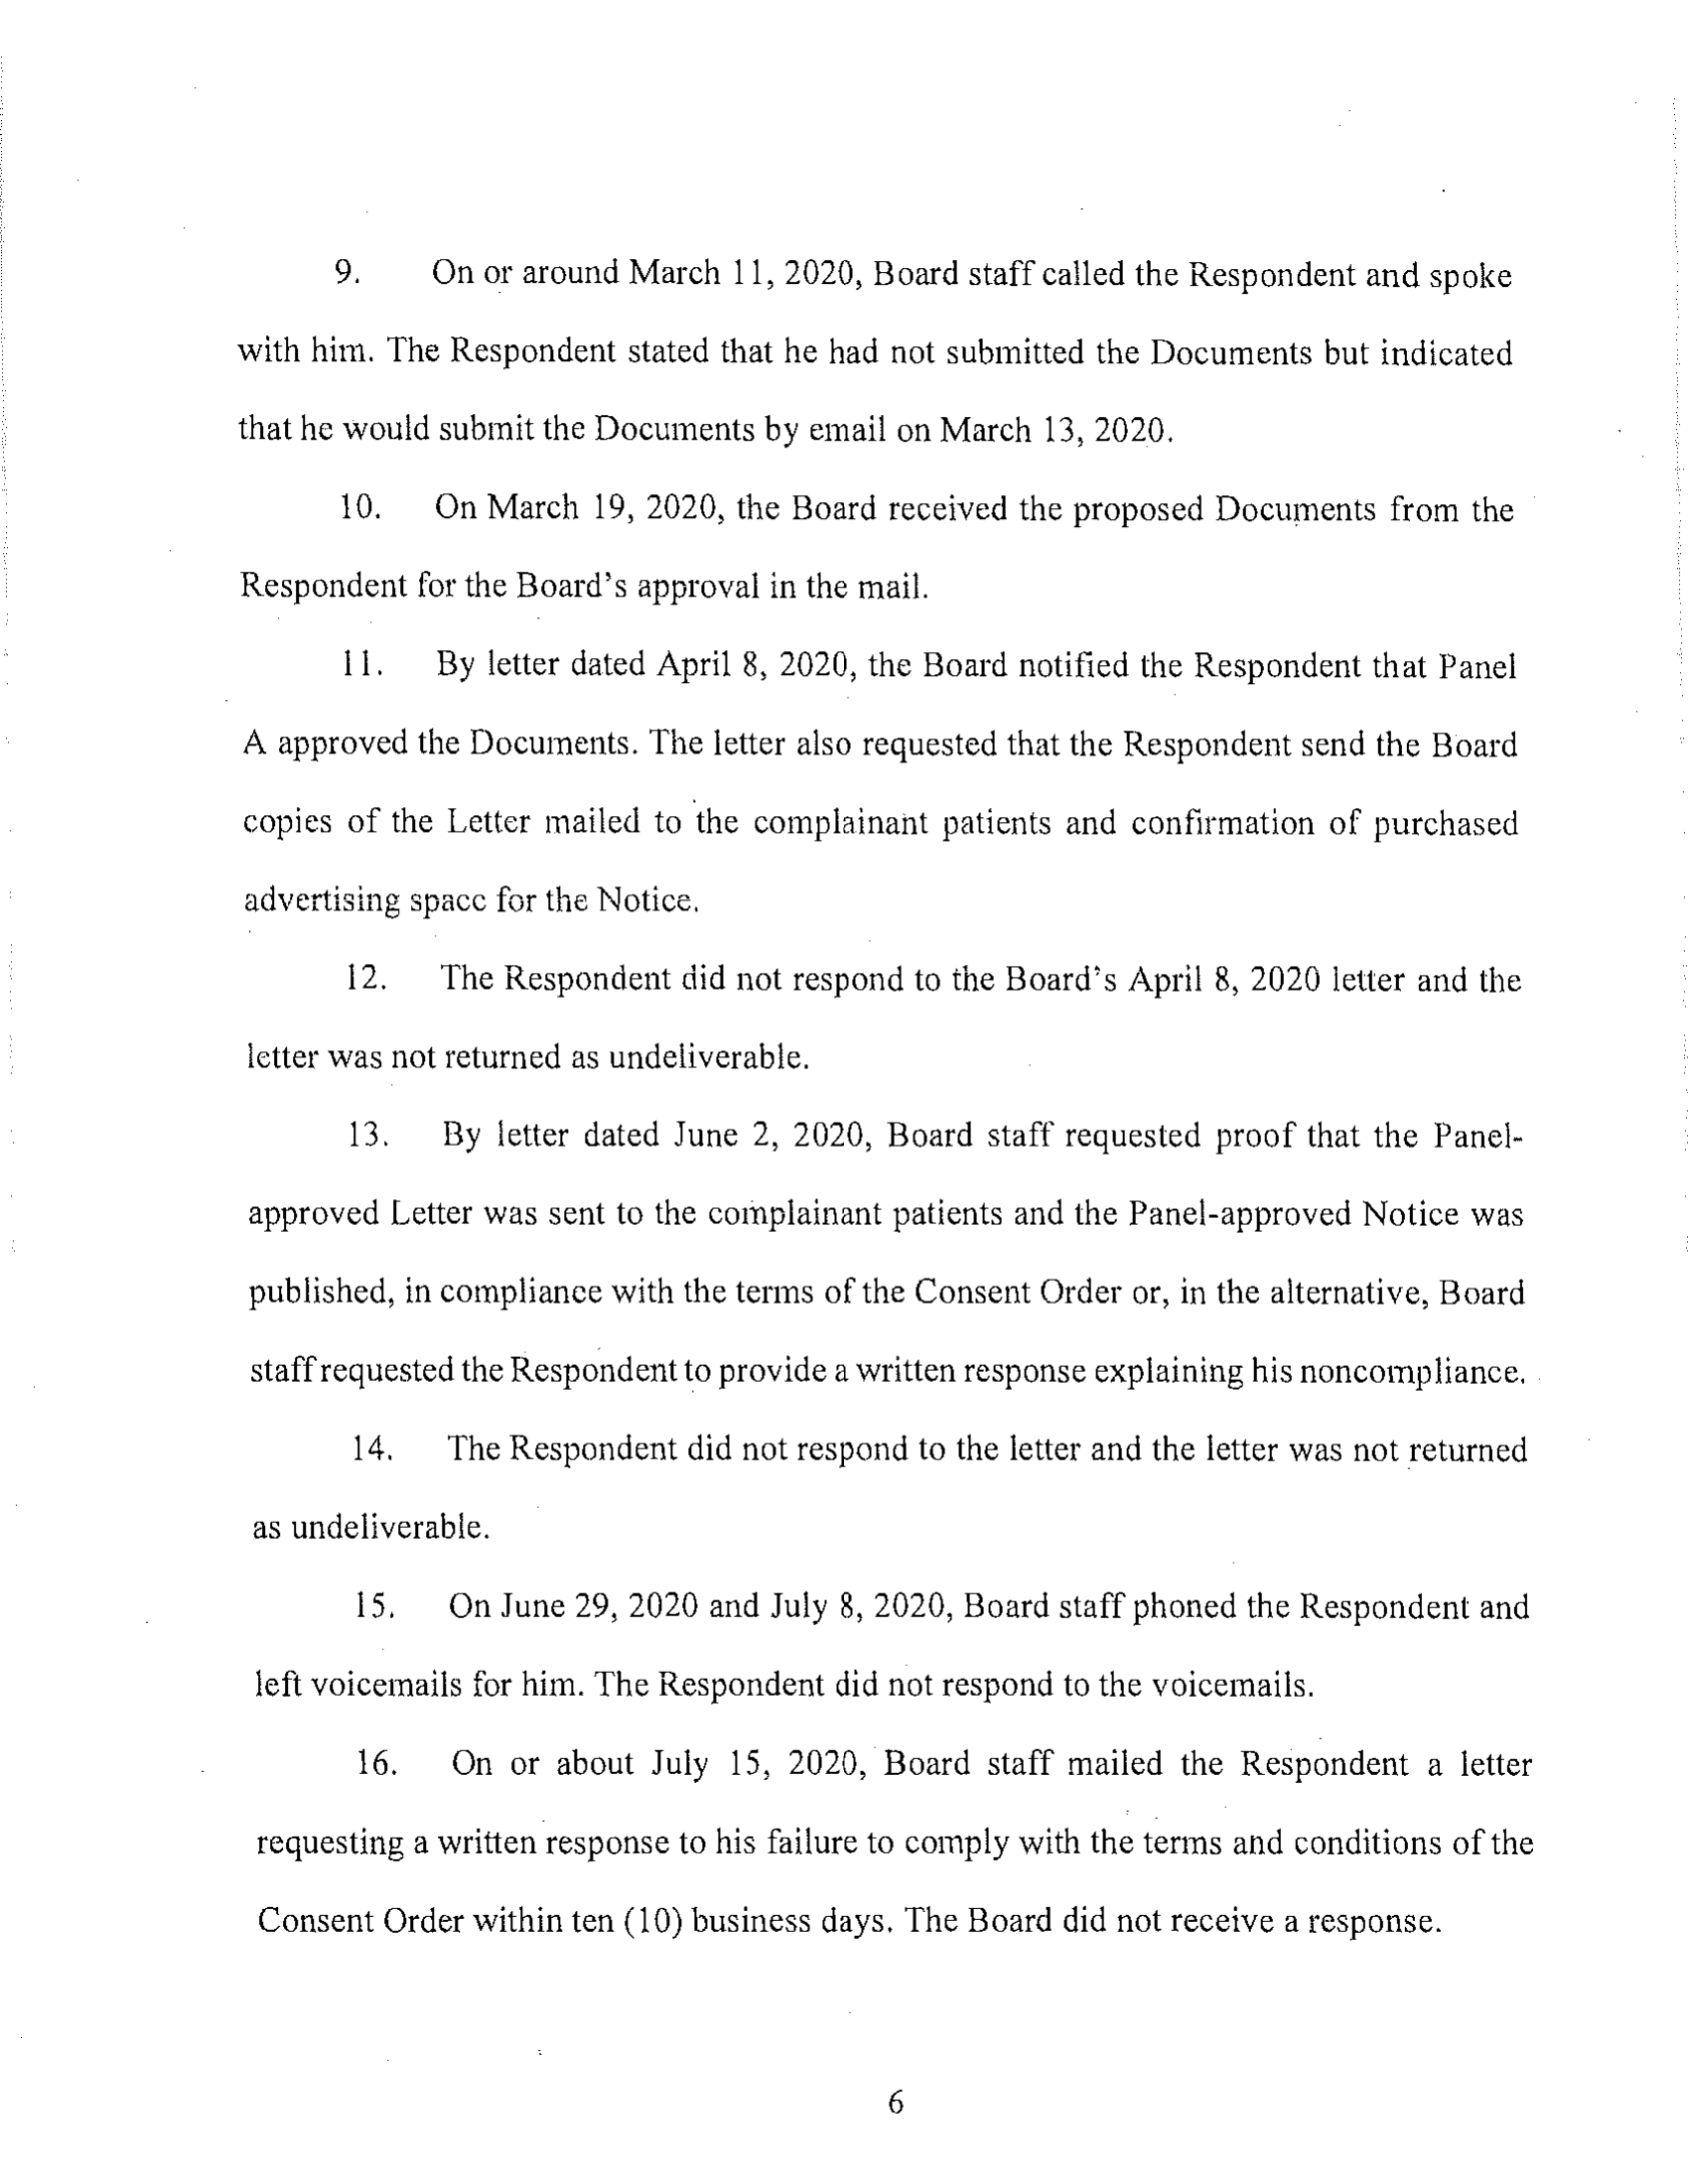 9. On or around March 11, 2020, Board staff called the Respondent and spoke
with him. The Respondent stated that he had not submitted the Documents but indicated
that he would submit the Documents by email on March 13, 2020.
10. On March 19, 2020, the Board received the proposed Documents from the
Respondent for the Board's approval in the mail.
11. By letter dated April 8, 2020, the Board notified the Respondent that Panel
A approved the Documents. The letter also requested that the Respondent send the Board
copies of the Letter mailed to the complainant patients and confirmation of purchased
advertising space for the Notice.
12. The Respondent did not respond to the Board's April 8, 2020 letter and the
letter was not returned as undeliverable.
13. By letter dated June 2, 2020, Board staff requested proof that the Panel-
approved Letter was sent to the complainant patients and the Panel-approved Notice was
published, in compliance with the terms of the Consent Order or, in the alternative, Board
staff requested the Respondent to provide a written response explaining his noncompliance.
14. The Respondent did not respond to the letter and the letter was not returned
as undeliverable.
15. On June 29, 2020 and July 8, 2020, Board staff phoned the Respondent and
left voicemails for him. The Respondent did not respond to the voicemails.
16. On or about July 15, 2020, Board staff mailed the Respondent a letter
requesting a written response to his failure to comply with the terms and conditions of the
Consent Order within ten (10) business days. The Board did not receive a response.
6